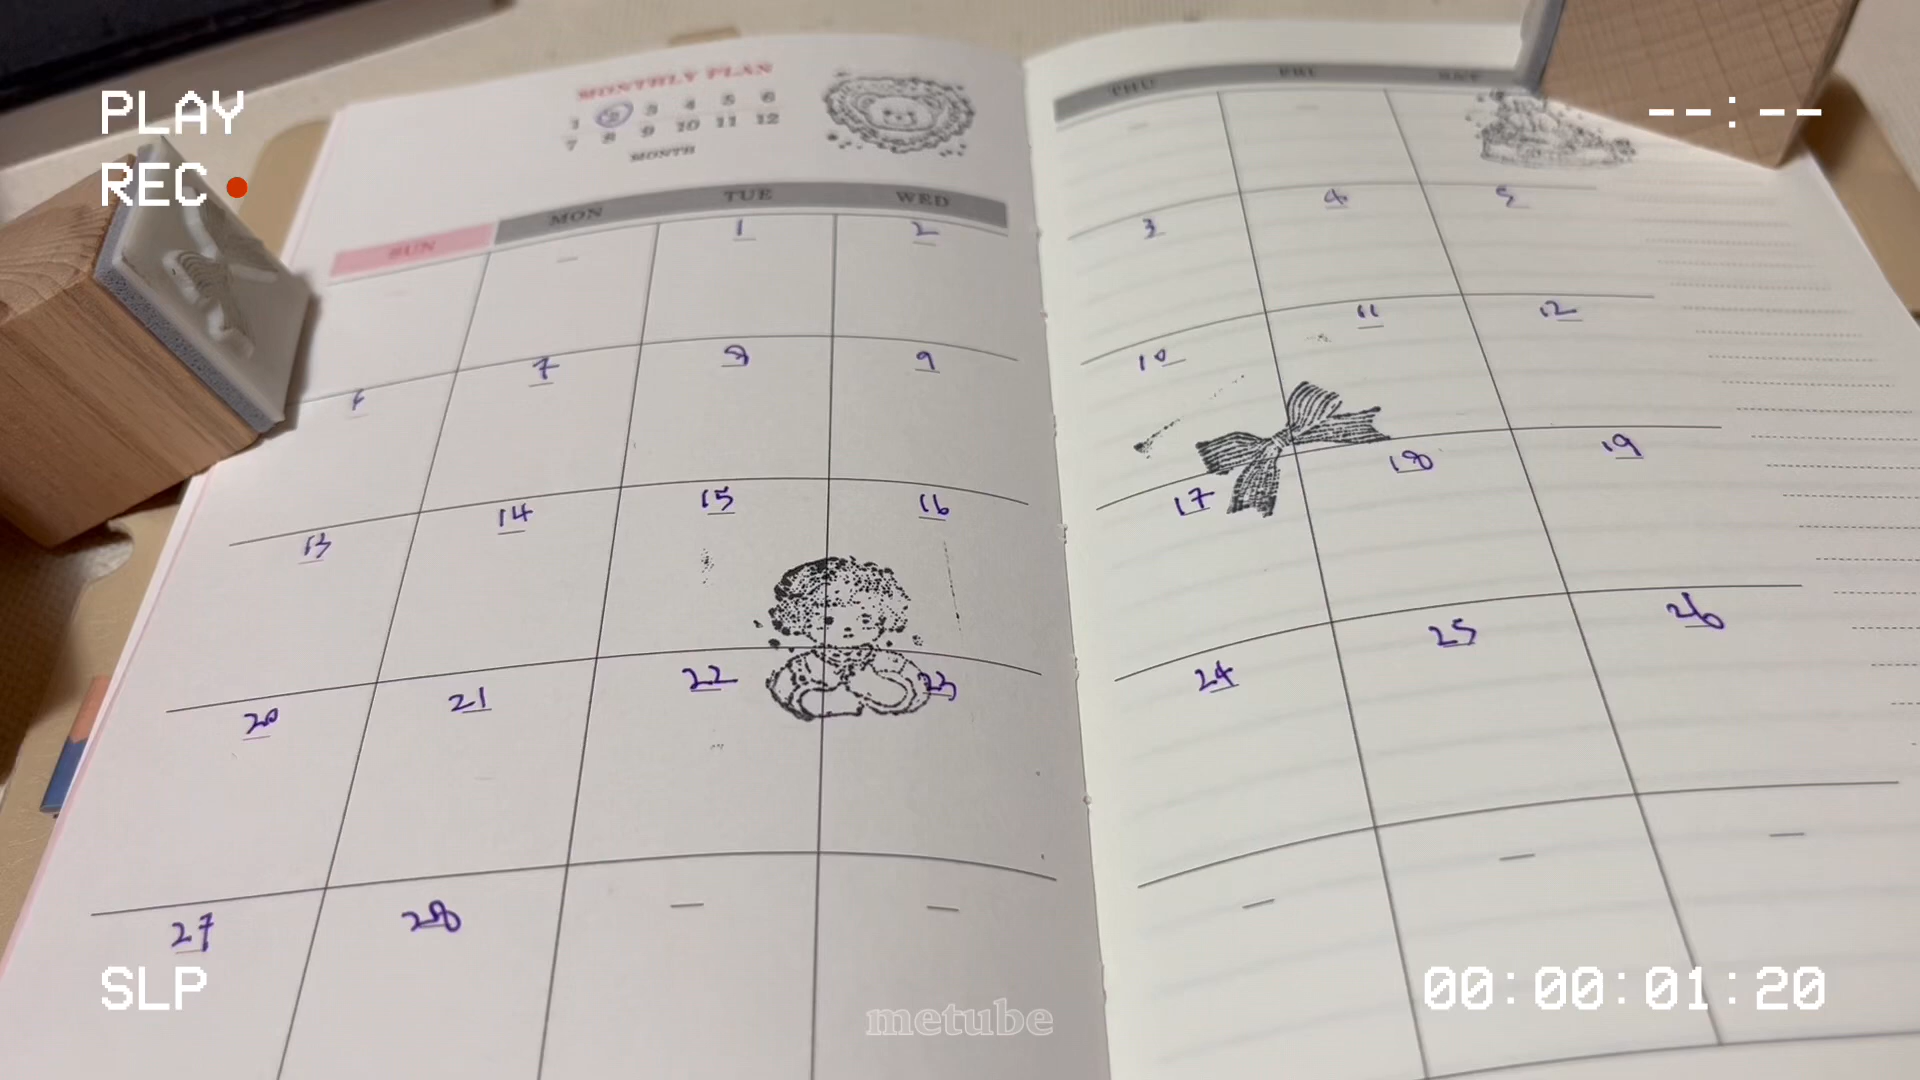 PLAY
REC
--:--
MONTHLY PLAN
1 2 3 4 5 6
7 8 9 10 11 12
MONTH
SUN MON TUE WED THU FRI SAT
1 2 3 4 5
6 7 8 9 10 11 12
13 14 15 16 17 18 19
20 21 22 23 24 25 26
27 28
SLP
00:00:01:20
metube